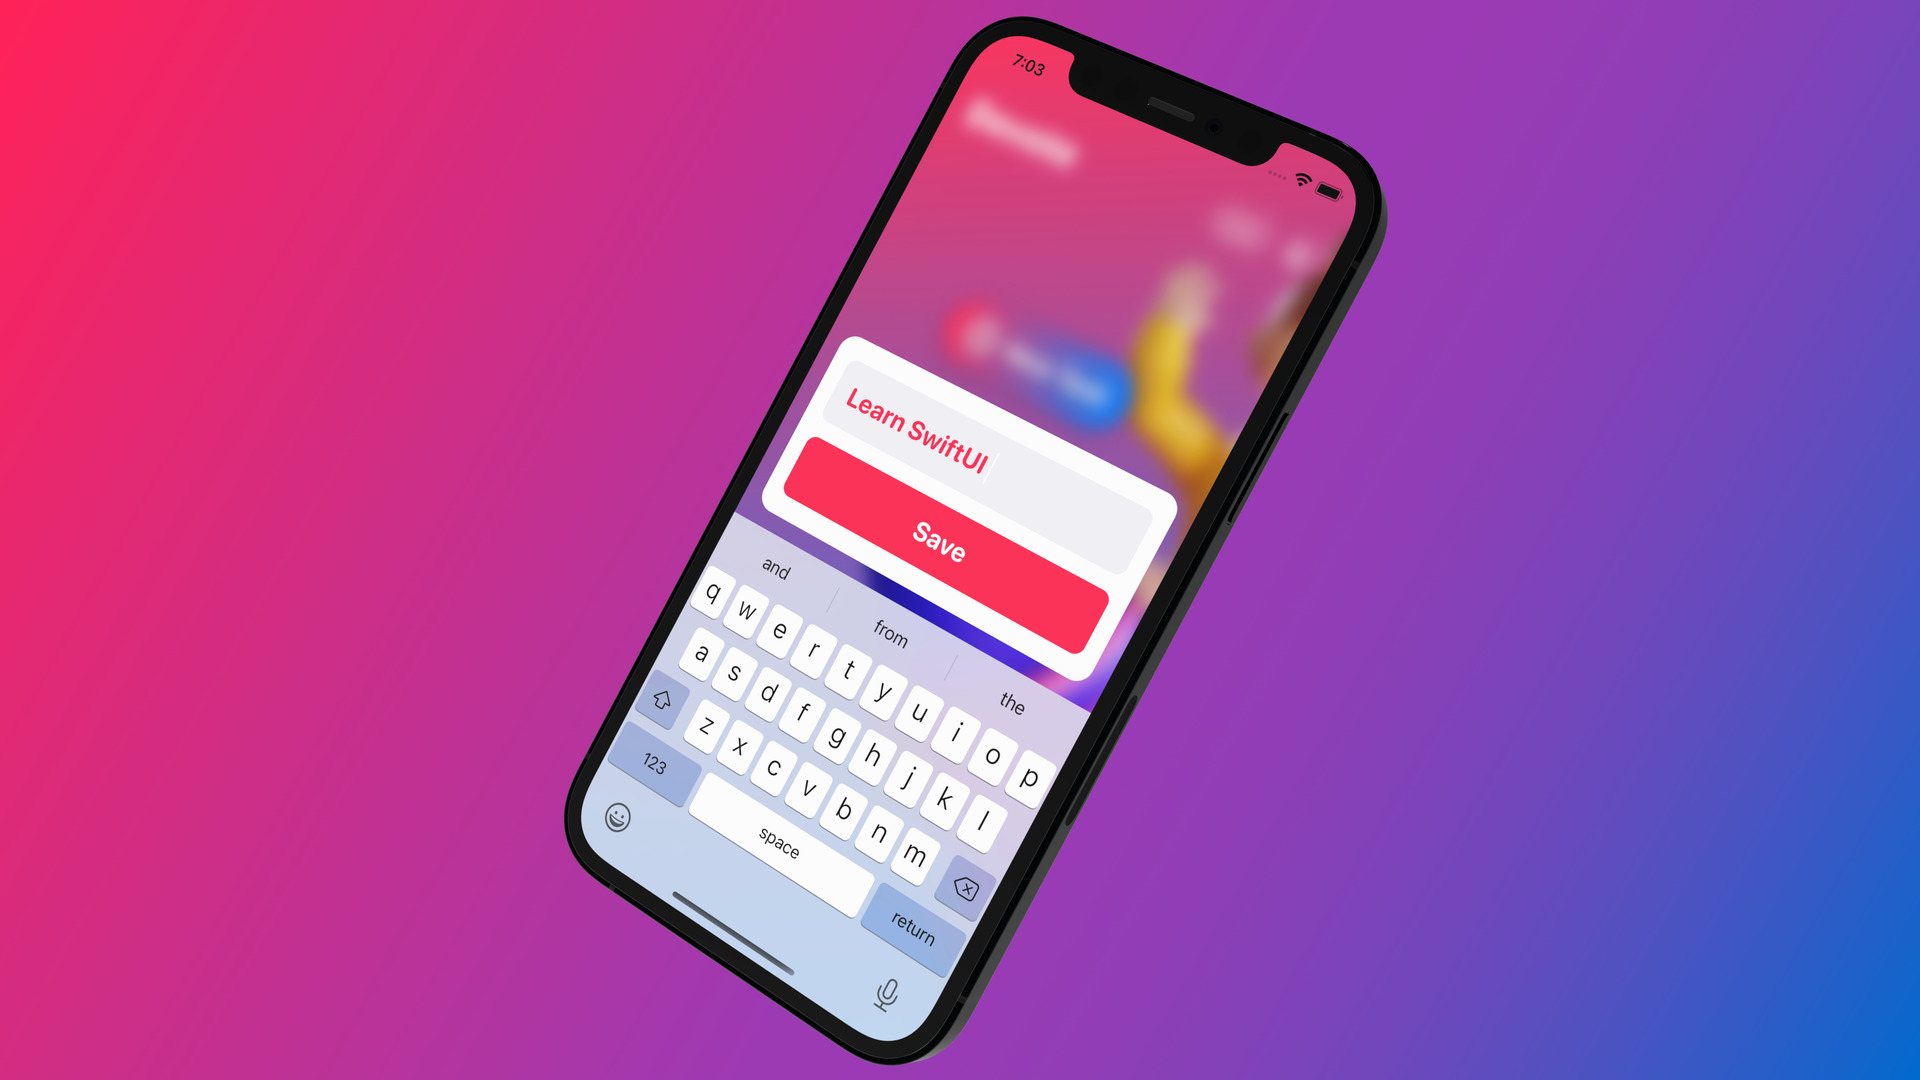 7:03
Learn SwiftUI
Save
and from the
q w e r t y u i o p
a s d f g h j k l
z x c v b n m
123 space return